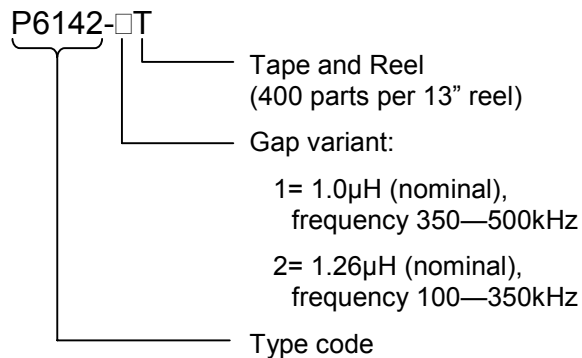 P6142-□T
Tape and Reel
(400 parts per 13” reel)
Gap variant:
1= 1.0µH (nominal),
frequency 350—500kHz
2= 1.26µH (nominal),
frequency 100—350kHz
Type code